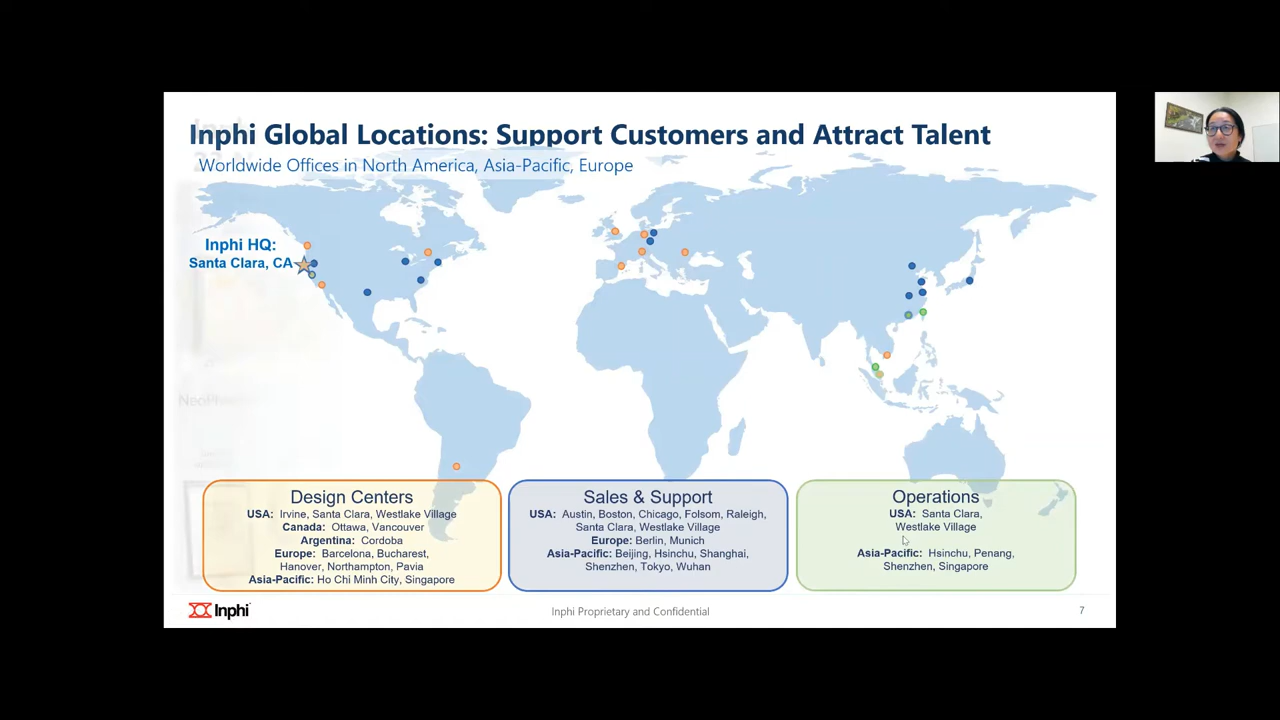 Inphi Global Locations: Support Customers and Attract Talent
Worldwide Offices in North America, Asia-Pacific, Europe
Inphi HQ:
Santa Clara, CA
Design Centers
USA: Irvine, Santa Clara, Westlake Village
Canada: Ottawa, Vancouver
Argentina: Cordoba
Europe: Barcelona, Bucharest,
Hanover, Northampton, Pavia
Asia-Pacific: Ho Chi Minh City, Singapore
Sales & Support
USA: Austin, Boston, Chicago, Folsom, Raleigh,
Santa Clara, Westlake Village
Europe: Berlin, Munich
Asia-Pacific: Beijing, Hsinchu, Shanghai,
Shenzhen, Tokyo, Wuhan
Operations
USA: Santa Clara,
Westlake Village
Asia-Pacific: Hsinchu, Penang,
Shenzhen, Singapore
Inphi
Inphi Proprietary and Confidential
7